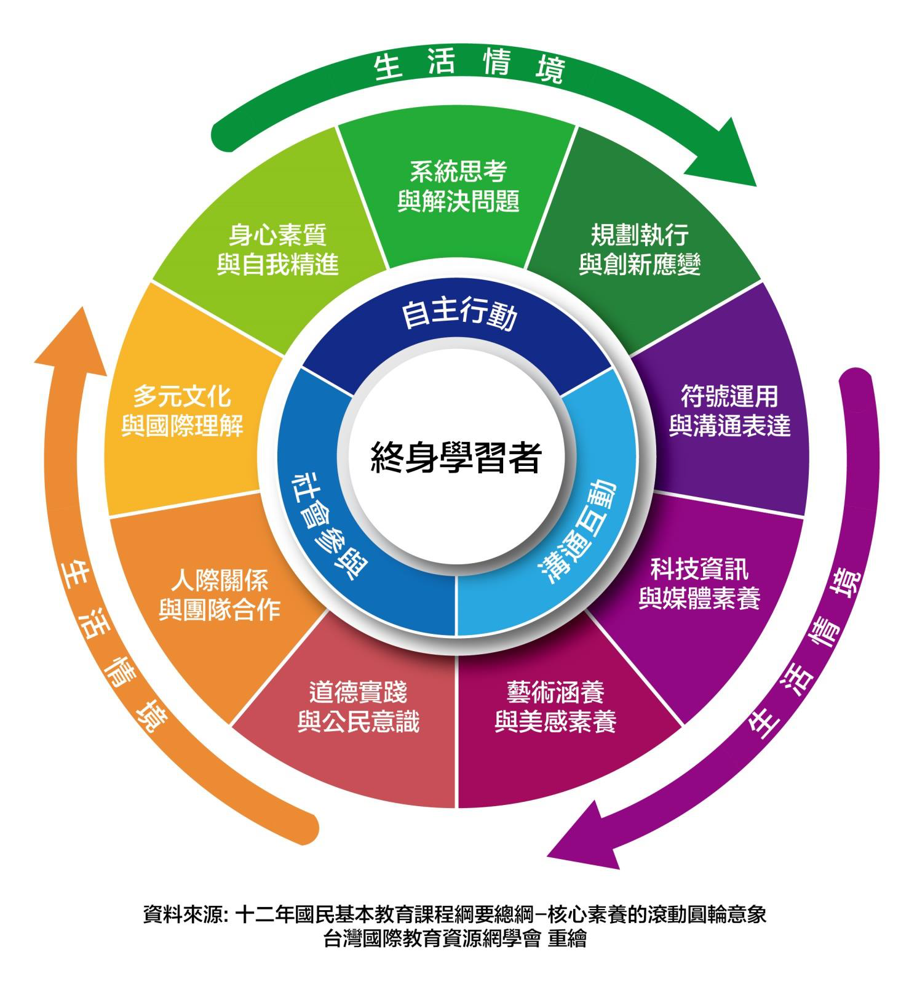 生活情境
系統思考
與解決問題
身心素質
與自我精進
規劃執行
與創新應變
自主行動
多元文化
與國際理解
符號運用
與溝通表達
終身學習者
社會參與
溝通互動
人際關係
與團隊合作
科技資訊
與媒體素養
道德實踐
與公民意識
藝術涵養
與美感素養
生活情境
生活情境
資料來源: 十二年國民基本教育課程綱要總綱–核心素養的滾動圓輪意象
台灣國際教育資源網學會 重繪